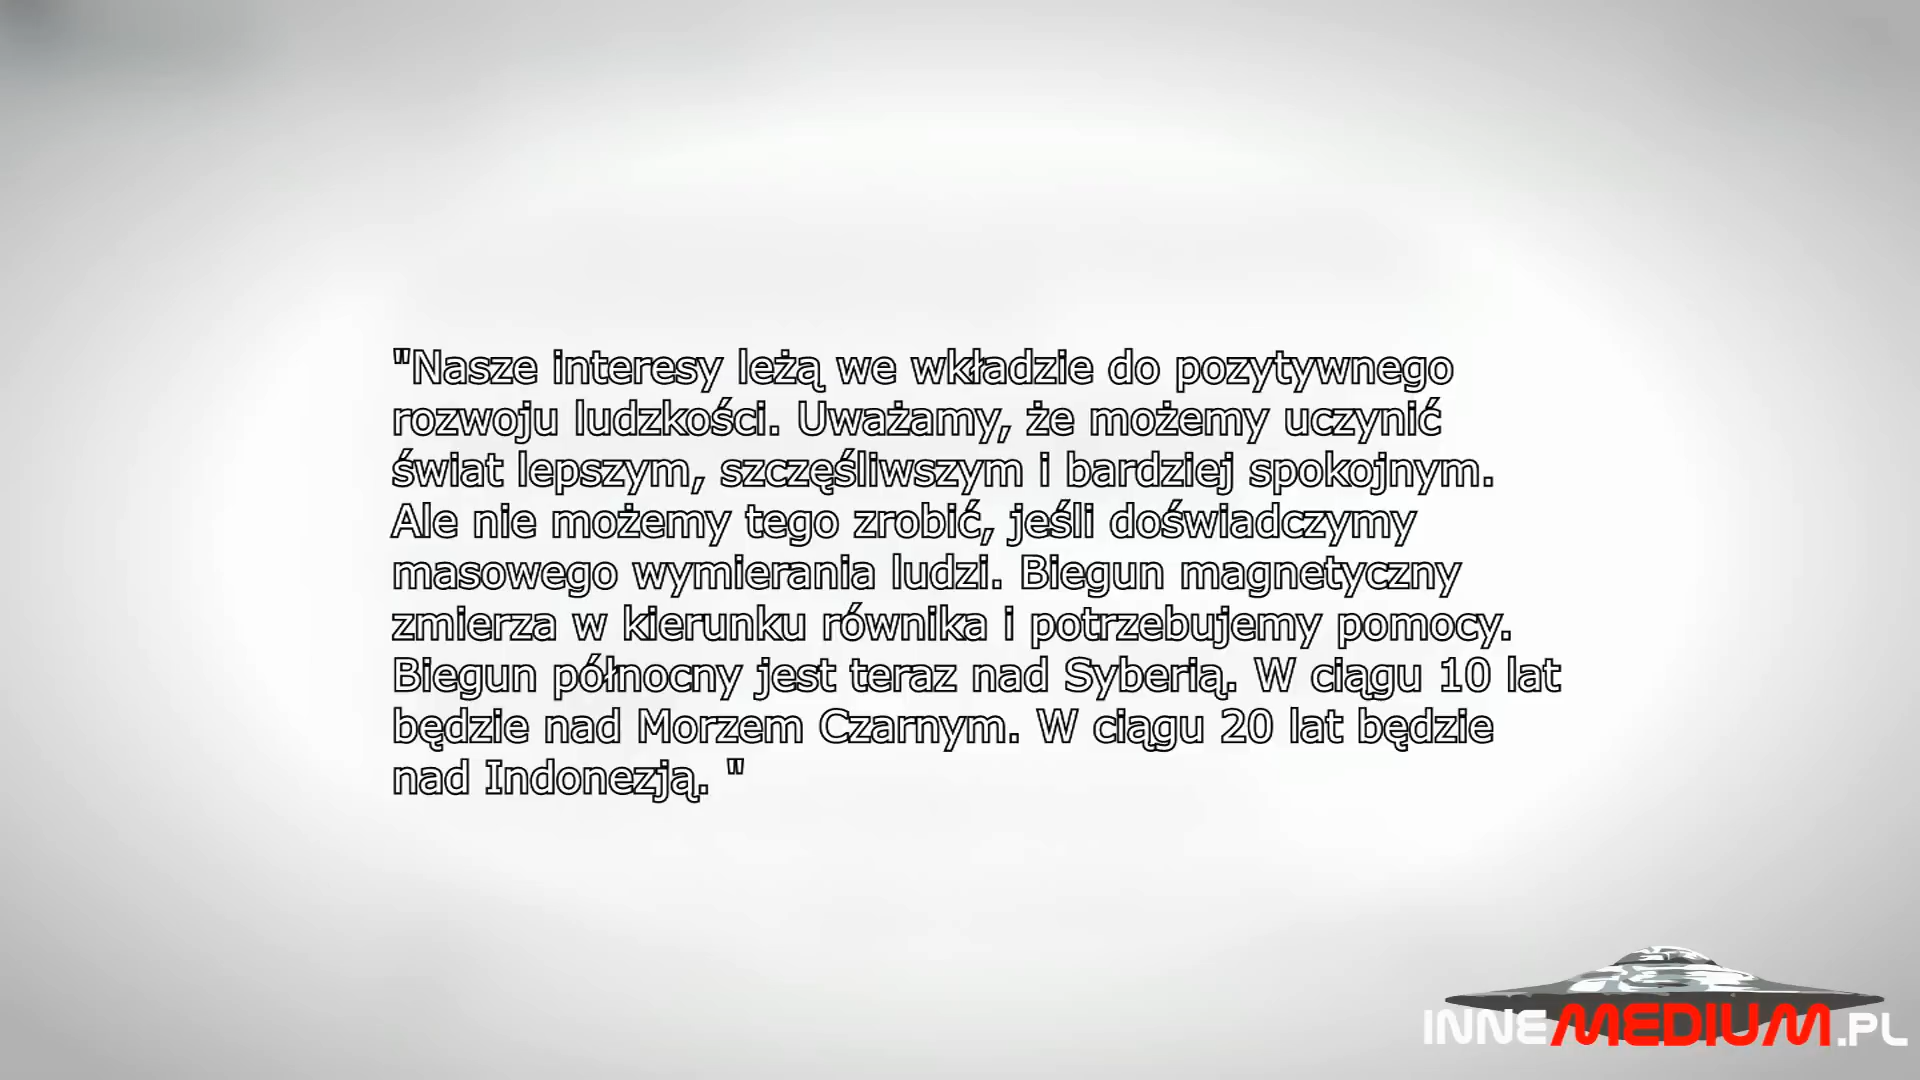 "Nasze interesy leżą we wkładzie do pozytywnego
rozwoju ludzkości. Uważamy, że możemy uczynić
świat lepszym, szczęśliwszym i bardziej spokojnym.
Ale nie możemy tego zrobić, jeśli doświadczymy
masowego wymierania ludzi. Biegun magnetyczny
zmierza w kierunku równika i potrzebujemy pomocy.
Biegun północny jest teraz nad Syberią. W ciągu 10 lat
będzie nad Morzem Czarnym. W ciągu 20 lat będzie
nad Indonezją. "
INNEMEDIUM.PL